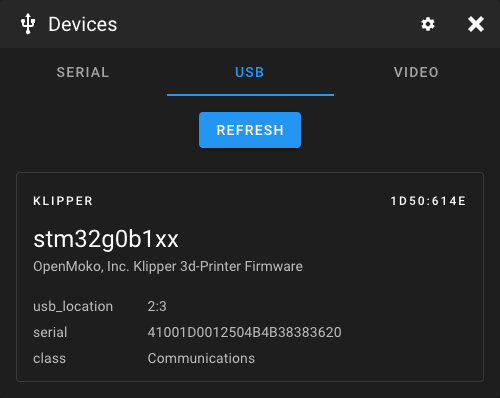 Devices
SERIAL
USB
VIDEO
REFRESH
KLIPPER
1D50:614E
stm32g0b1xx
OpenMoko, Inc. Klipper 3d-Printer Firmware
usb_location 2:3
serial 41001D0012504B4B38383620
class Communications